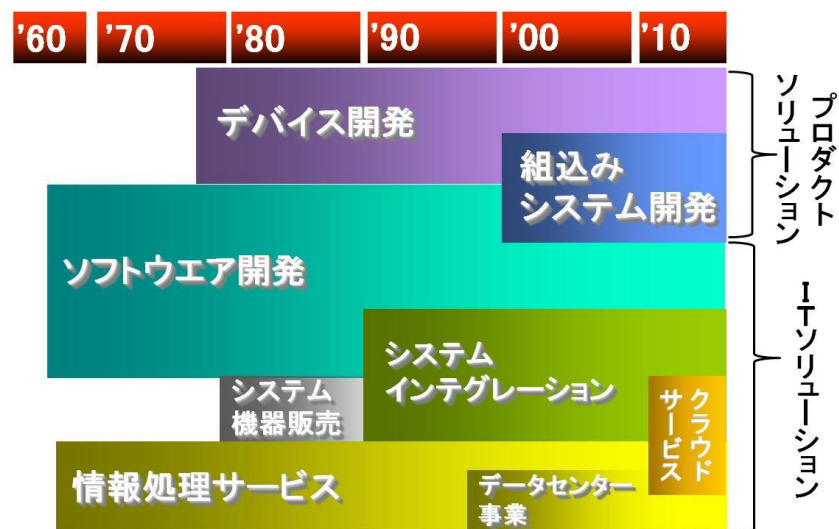 '60 '70 '80 '90 '00 '10
デバイス開発
組込み
システム開発
プロダクト
ソリューション
ソフトウエア開発
システム
インテグレーション
システム
機器販売
クラウド
サービス
ITソリューション
情報処理サービス
データセンター
事業